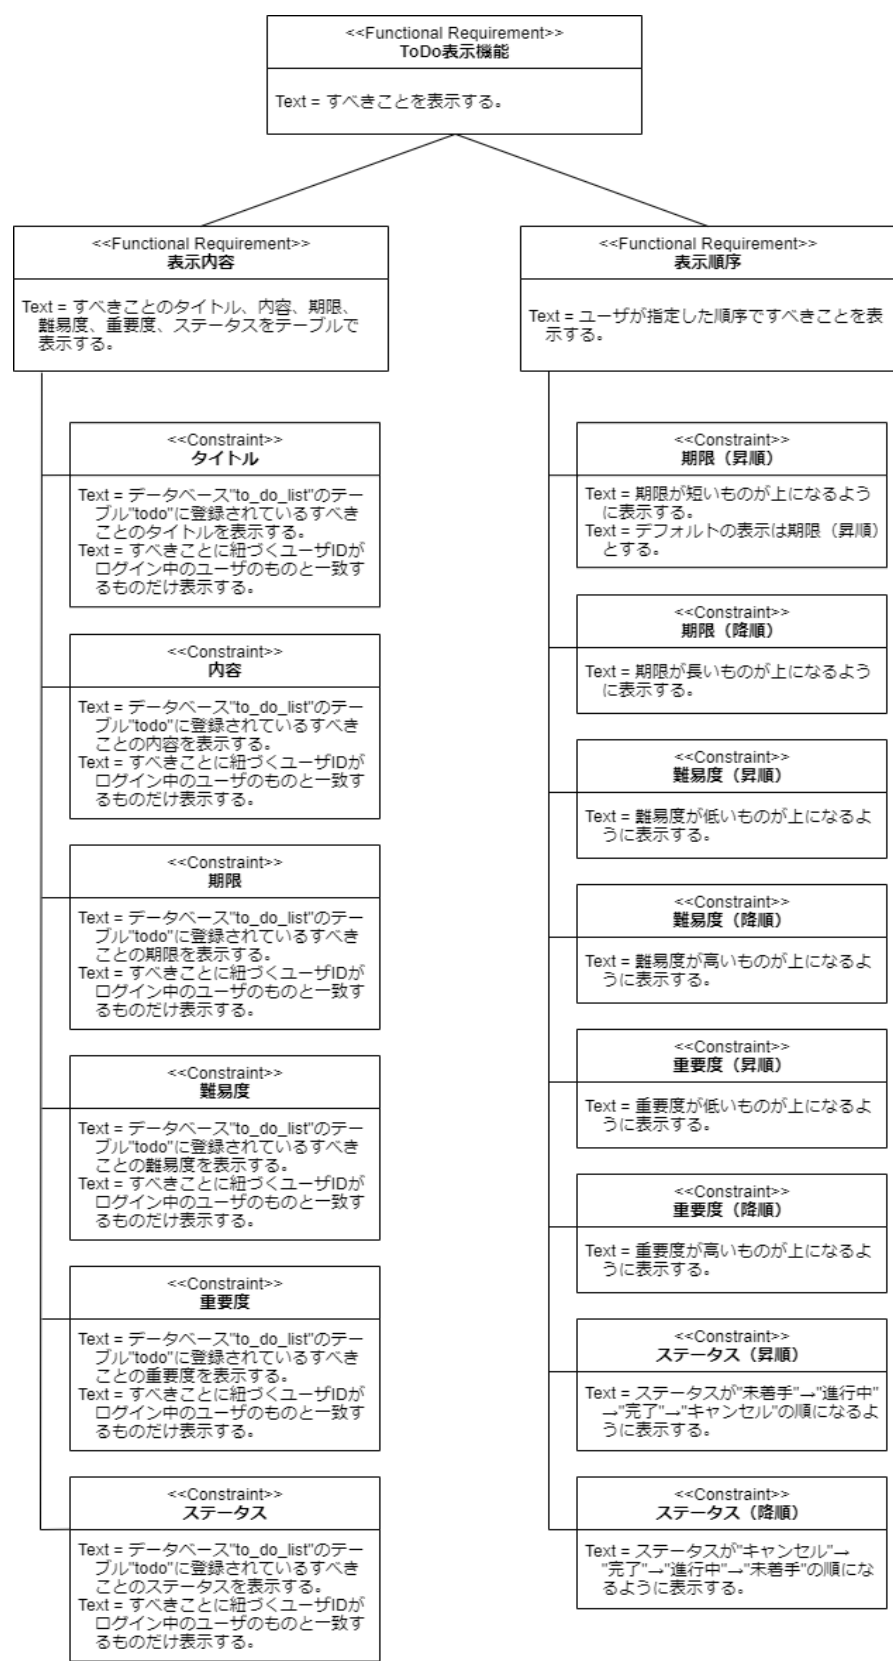 <<Functional Requirement>>
ToDo表示機能
Text = すべきことを表示する。
<<Functional Requirement>>
表示内容
Text = すべきことのタイトル、内容、期限、
難易度、重要度、ステータスをテーブルで
表示する。
<<Constraint>>
タイトル
Text = データベース"to_do_list"のテー
ブル"todo"に登録されているすべき
ことのタイトルを表示する。
Text = すべきことに紐づくユーザIDが
ログイン中のユーザのものと一致す
るものだけ表示する。
<<Constraint>>
内容
Text = データベース"to_do_list"のテー
ブル"todo"に登録されているすべき
ことの内容を表示する。
Text = すべきことに紐づくユーザIDが
ログイン中のユーザのものと一致す
るものだけ表示する。
<<Constraint>>
期限
Text = データベース"to_do_list"のテー
ブル"todo"に登録されているすべき
ことの期限を表示する。
Text = すべきことに紐づくユーザIDが
ログイン中のユーザのものと一致す
るものだけ表示する。
<<Constraint>>
難易度
Text = データベース"to_do_list"のテー
ブル"todo"に登録されているすべき
ことの難易度を表示する。
Text = すべきことに紐づくユーザIDが
ログイン中のユーザのものと一致す
るものだけ表示する。
<<Constraint>>
重要度
Text = データベース"to_do_list"のテー
ブル"todo"に登録されているすべき
ことの重要度を表示する。
Text = すべきことに紐づくユーザIDが
ログイン中のユーザのものと一致す
るものだけ表示する。
<<Constraint>>
ステータス
Text = データベース"to_do_list"のテー
ブル"todo"に登録されているすべき
ことのステータスを表示する。
Text = すべきことに紐づくユーザIDが
ログイン中のユーザのものと一致す
るものだけ表示する。
<<Functional Requirement>>
表示順序
Text = ユーザが指定した順序ですべきことを表
示する。
<<Constraint>>
期限（昇順）
Text = 期限が短いものが上になるよう
に表示する。
Text = デフォルトの表示は期限（昇順）
とする。
<<Constraint>>
期限（降順）
Text = 期限が長いものが上になるよう
に表示する。
<<Constraint>>
難易度（昇順）
Text = 難易度が低いものが上になるよ
うに表示する。
<<Constraint>>
難易度（降順）
Text = 難易度が高いものが上になるよ
うに表示する。
<<Constraint>>
重要度（昇順）
Text = 重要度が低いものが上になるよ
うに表示する。
<<Constraint>>
重要度（降順）
Text = 重要度が高いものが上になるよ
うに表示する。
<<Constraint>>
ステータス（昇順）
Text = ステータスが"未着手"→"進行中"
→"完了"→"キャンセル"の順になるよ
うに表示する。
<<Constraint>>
ステータス（降順）
Text = ステータスが"キャンセル"→
"完了"→"進行中"→"未着手"の順にな
るように表示する。